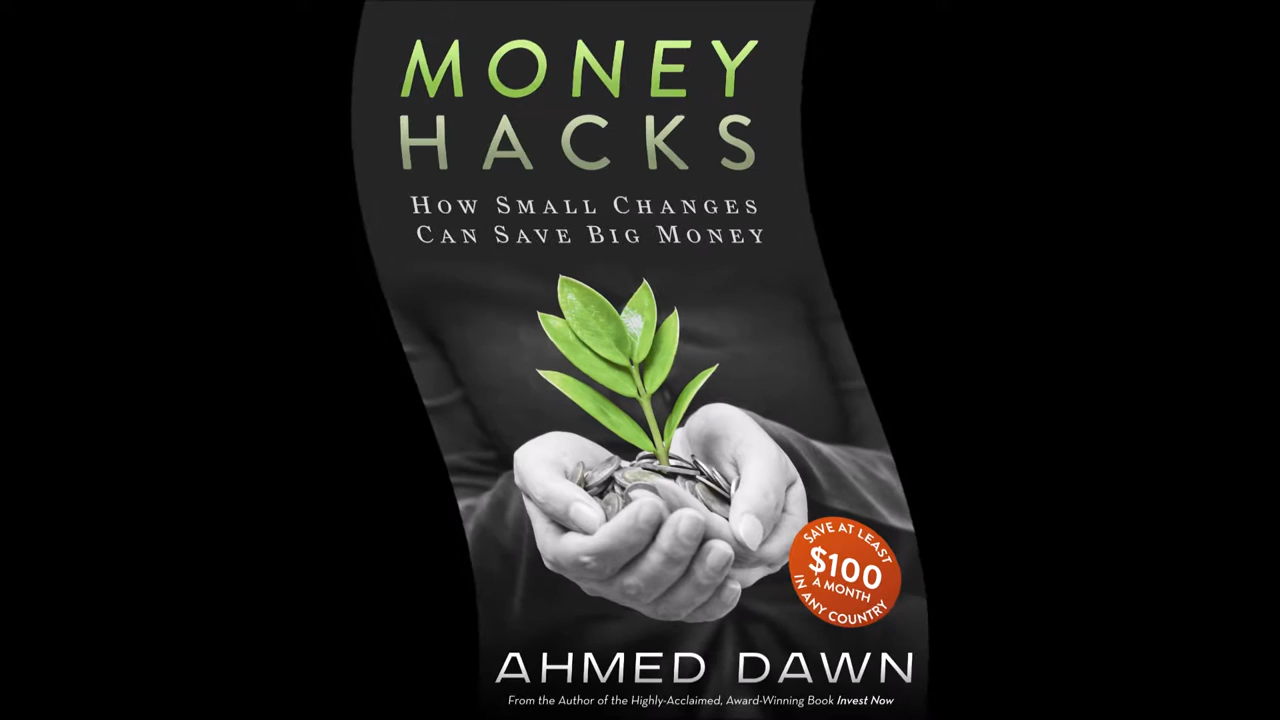 MONEY
HACKS
How Small Changes
Can Save Big Money
SAVE AT LEAST
$100
A MONTH
IN ANY COUNTRY
AHMED DAWN
From the Author of the Highly-Acclaimed, Award-Winning Book Invest Now